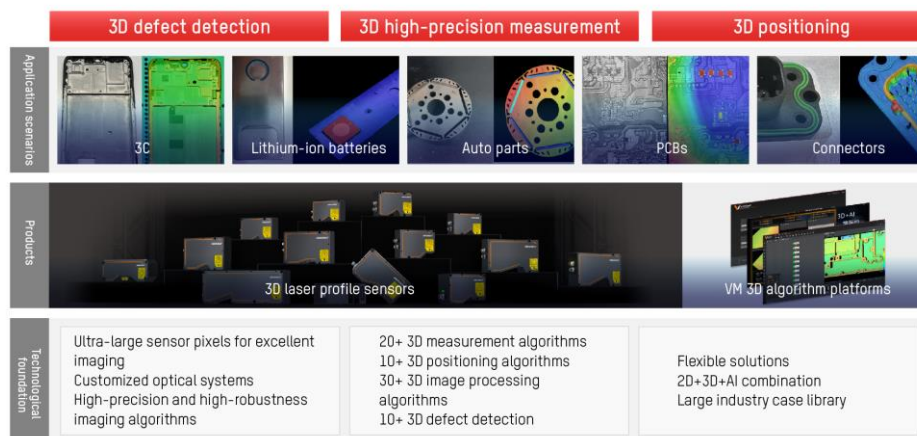 3D defect detection
3D high-precision measurement
3D positioning
Application scenarios
3C
Lithium-ion batteries
Auto parts
PCBs
Connectors
Products
3D laser profile sensors
3D+AI
VM 3D algorithm platforms
Technological
foundation
Ultra-large sensor pixels for excellent
imaging
Customized optical systems
High-precision and high-robustness
imaging algorithms
20+ 3D measurement algorithms
10+ 3D positioning algorithms
30+ 3D image processing
algorithms
10+ 3D defect detection
Flexible solutions
2D+3D+AI combination
Large industry case library